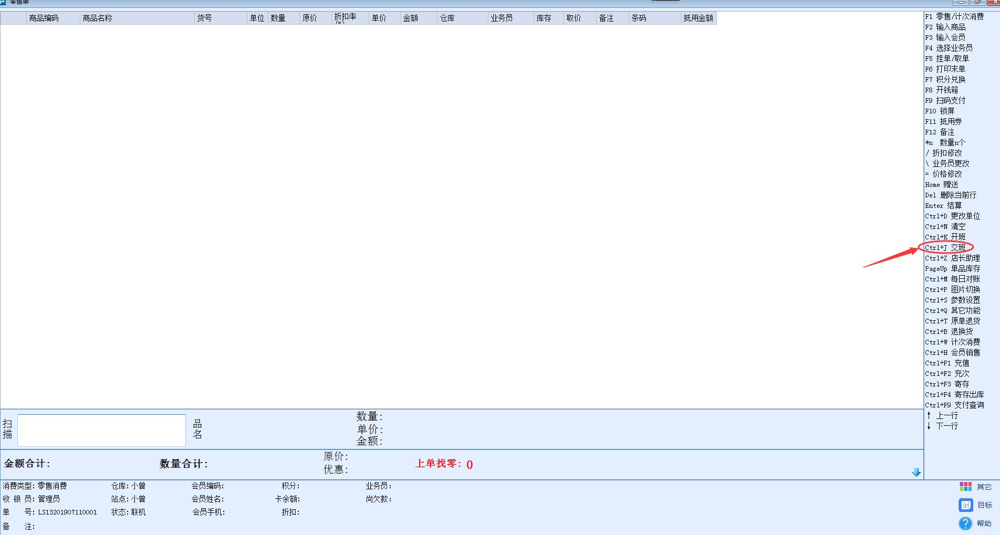 零售单
商品编码 商品名称 货号 单位 数量 原价 折扣率(%) 单价 金额 仓库 业务员 库存 取价 备注 条码 抵用金额
F1 零售/计次消费
F2 输入商品
F3 输入会员
F4 选择业务员
F5 挂单/取单
F6 打印末单
F7 积分兑换
F8 开钱箱
F9 扫码支付
F10 锁屏
F11 抵用券
F12 备注
*n 数量n个
/ 折扣修改
\ 业务员更改
= 价格修改
Home 赠送
Del 删除当前行
Enter 结算
Ctrl+D 更改单位
Ctrl+N 清空
Ctrl+K 开班
Ctrl+J 交班
Ctrl+Z 店长助理
PageUp 单品库存
Ctrl+M 每日对账
Ctrl+P 图片切换
Ctrl+S 参数设置
Ctrl+Q 其它功能
Ctrl+T 原单退货
Ctrl+B 退换货
Ctrl+W 计次消费
Ctrl+H 会员销售
Ctrl+F1 充值
Ctrl+F2 充次
Ctrl+F3 寄存
Ctrl+F4 寄存出库
Ctrl+F9 支付查询
↑ 上一行
↓ 下一行
扫描 品名
数量:
单价:
金额:
金额合计: 数量合计:
原价:
优惠:
上单找零: 0
消费类型: 零售消费 仓库: 小曾 会员编码: 积分: 业务员:
收 银 员: 管理员 站点: 小曾 会员姓名: 卡余额: 尚欠款:
单 号: LS13201907110001 状态: 联机 会员手机: 折扣:
备 注:
其它
31 目标
? 帮助